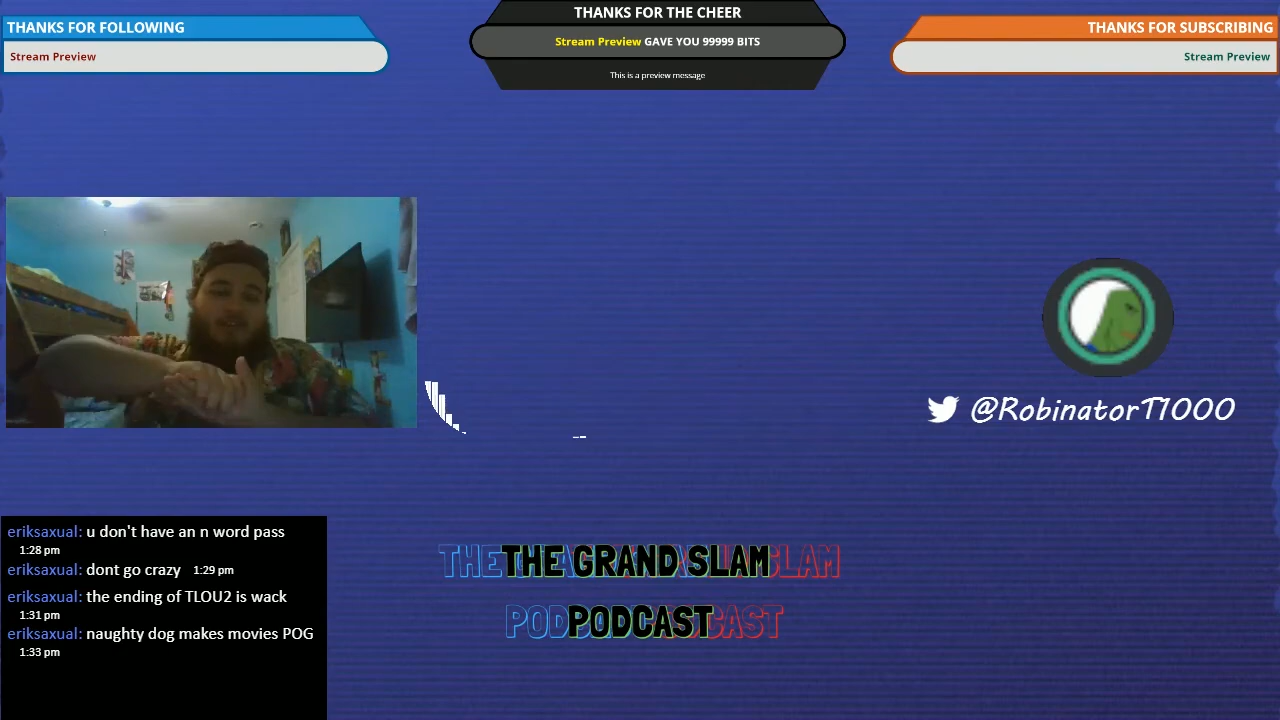 THANKS FOR FOLLOWING
Stream Preview
THANKS FOR THE CHEER
Stream Preview GAVE YOU 99999 BITS
This is a preview message
THANKS FOR SUBSCRIBING
Stream Preview
@RobinatorT1000
eriksaxual: u don't have an n word pass
1:28 pm
eriksaxual: dont go crazy 1:29 pm
eriksaxual: the ending of TLOU2 is wack
1:31 pm
eriksaxual: naughty dog makes movies POG
1:33 pm
THE GRAND SLAM
PODCAST